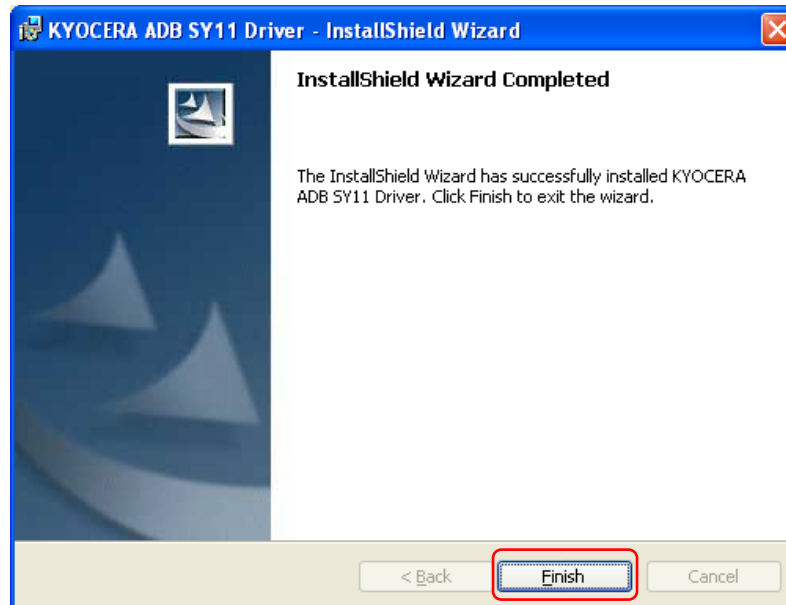 KYOCERA ADB SY11 Driver - InstallShield Wizard
InstallShield Wizard Completed
The InstallShield Wizard has successfully installed KYOCERA
ADB SY11 Driver. Click Finish to exit the wizard.
< Back
Finish
Cancel